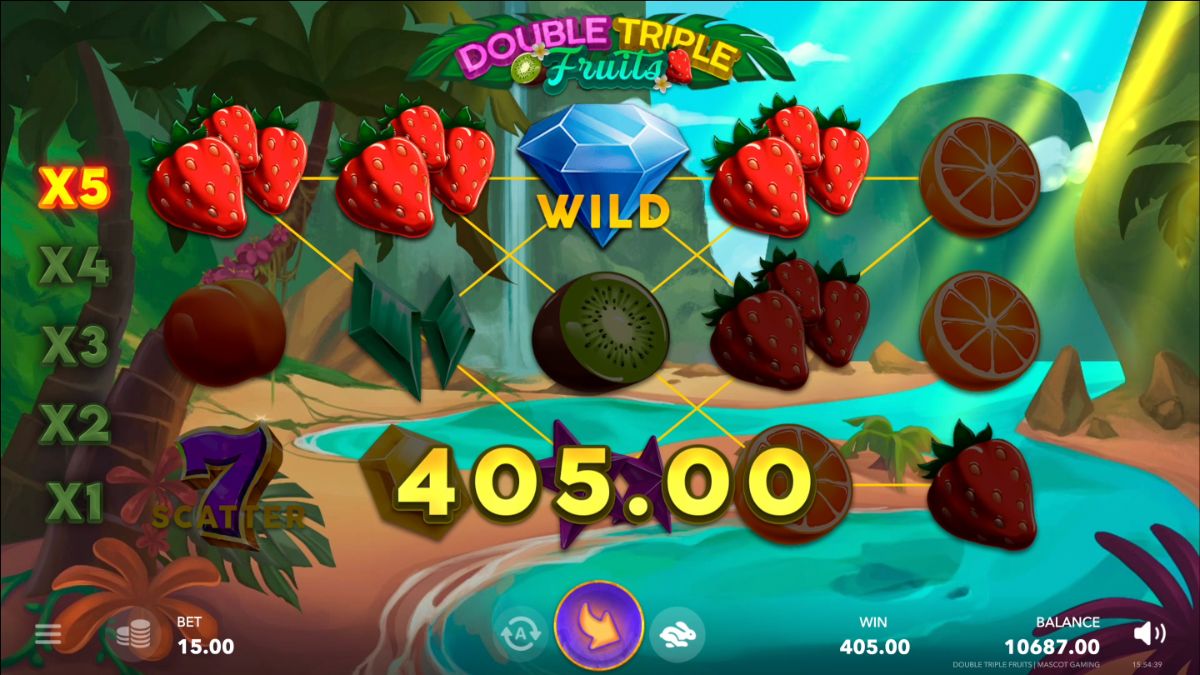 DOUBLE TRIPLE
Fruits
X5
WILD
X4
X3
X2
X1
7
SCATTER
405.00
A
BET
15.00
WIN
405.00
BALANCE
10687.00
DOUBLE TRIPLE FRUITS | MASCOT GAMING
15:54:39